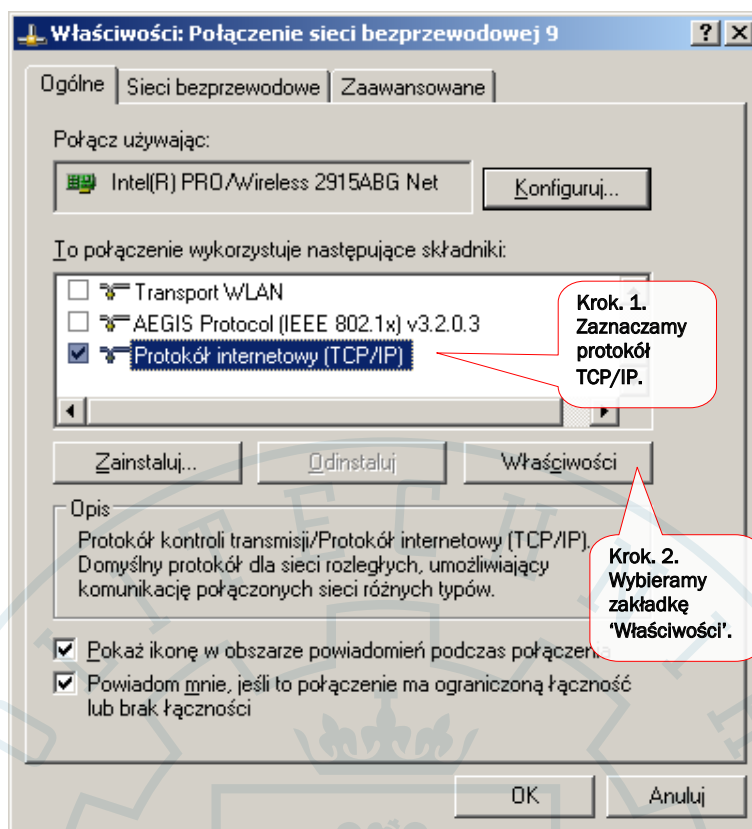 Właściwości: Połączenie sieci bezprzewodowej 9
Ogólne
Sieci bezprzewodowe
Zaawansowane
Połącz używając:
Intel(R) PRO/Wireless 2915ABG Net
Konfiguruj...
To połączenie wykorzystuje następujące składniki:
Transport WLAN
AEGIS Protocol (IEEE 802.1x) v3.2.0.3
Protokół internetowy (TCP/IP)
Krok. 1.
Zaznaczamy
protokół
TCP/IP.
Zainstaluj...
Odinstaluj
Właściwości
Opis
Protokół kontroli transmisji/Protokół internetowy (TCP/IP).
Domyślny protokół dla sieci rozległych, umożliwiający
komunikację połączonych sieci różnych typów.
Krok. 2.
Wybieramy
zakładkę
‘Właściwości’.
Pokaż ikonę w obszarze powiadomień podczas połączenia
Powiadom mnie, jeśli to połączenie ma ograniczoną łączność
lub brak łączności
OK
Anuluj